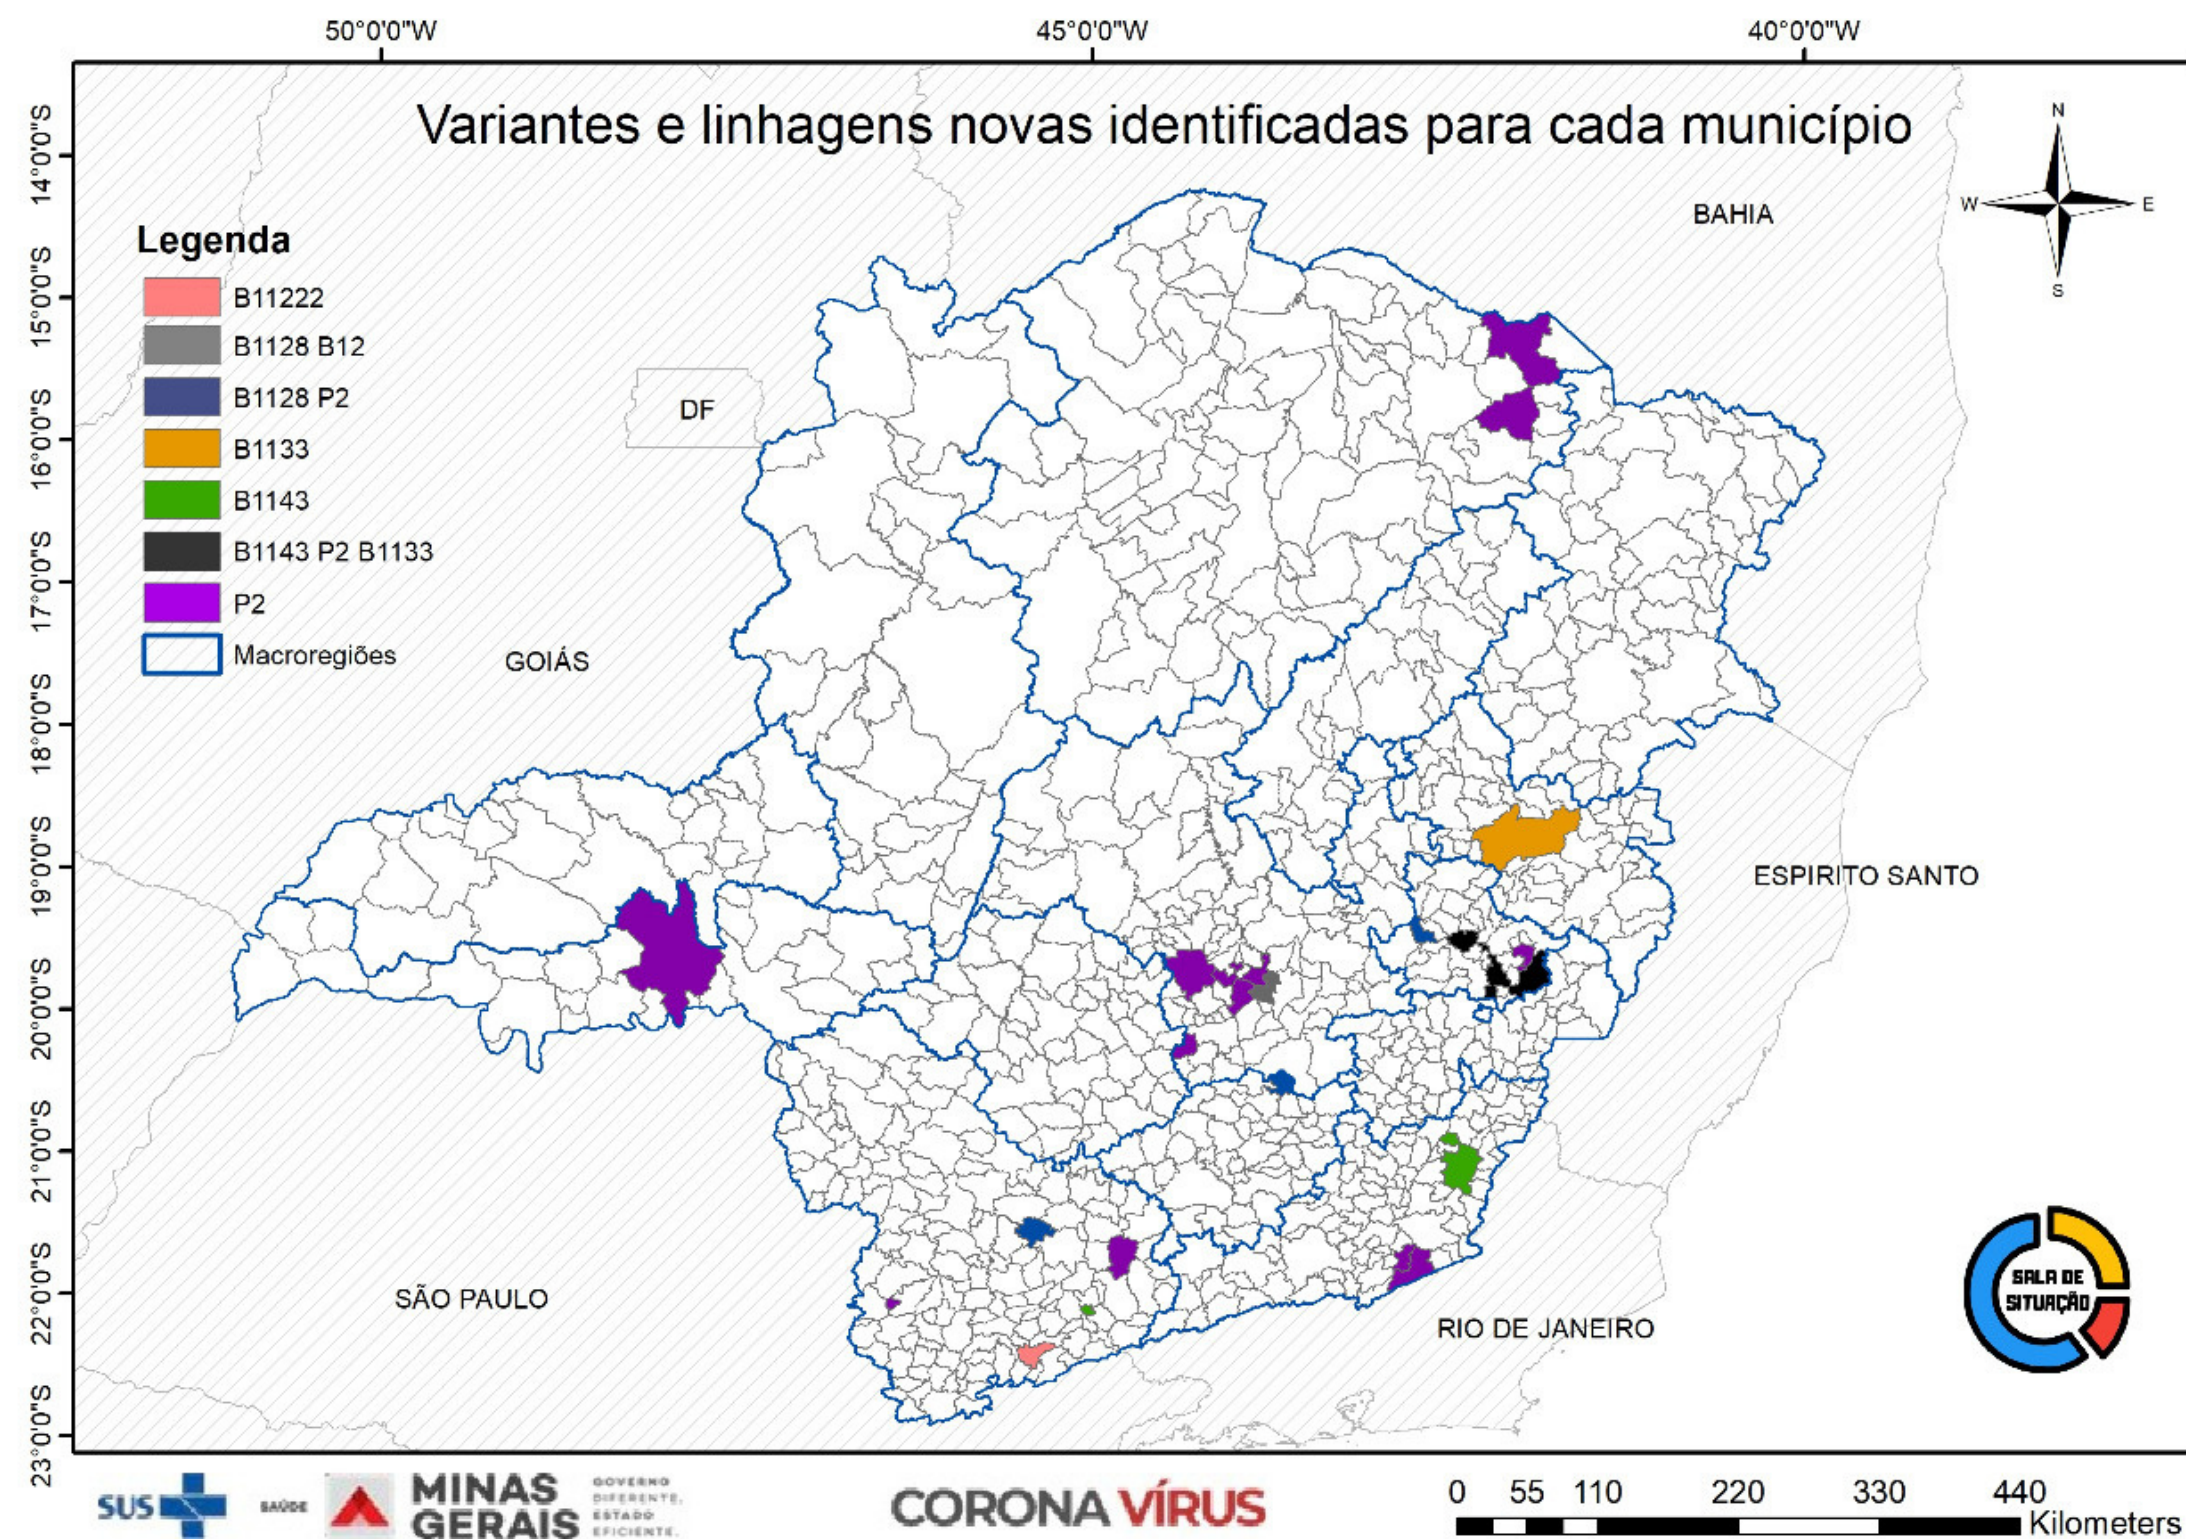 50°0'0"W
45°0'0"W
40°0'0"W
14°0'0"S
15°0'0"S
16°0'0"S
17°0'0"S
18°0'0"S
19°0'0"S
20°0'0"S
21°0'0"S
22°0'0"S
23°0'0"S
Variantes e linhagens novas identificadas para cada município
N
W
E
S
BAHIA
Legenda
B11222
B1128 B12
B1128 P2
B1133
B1143
B1143 P2 B1133
P2
Macroregiões
DF
GOIÁS
ESPIRITO SANTO
SÃO PAULO
RIO DE JANEIRO
SALA DE
SITUAÇÃO
SUS
SAÚDE
MINAS
GERAIS
GOVERNO
DIFERENTE.
ESTADO
EFICIENTE.
CORONA VÍRUS
0 55 110 220 330 440
Kilometers